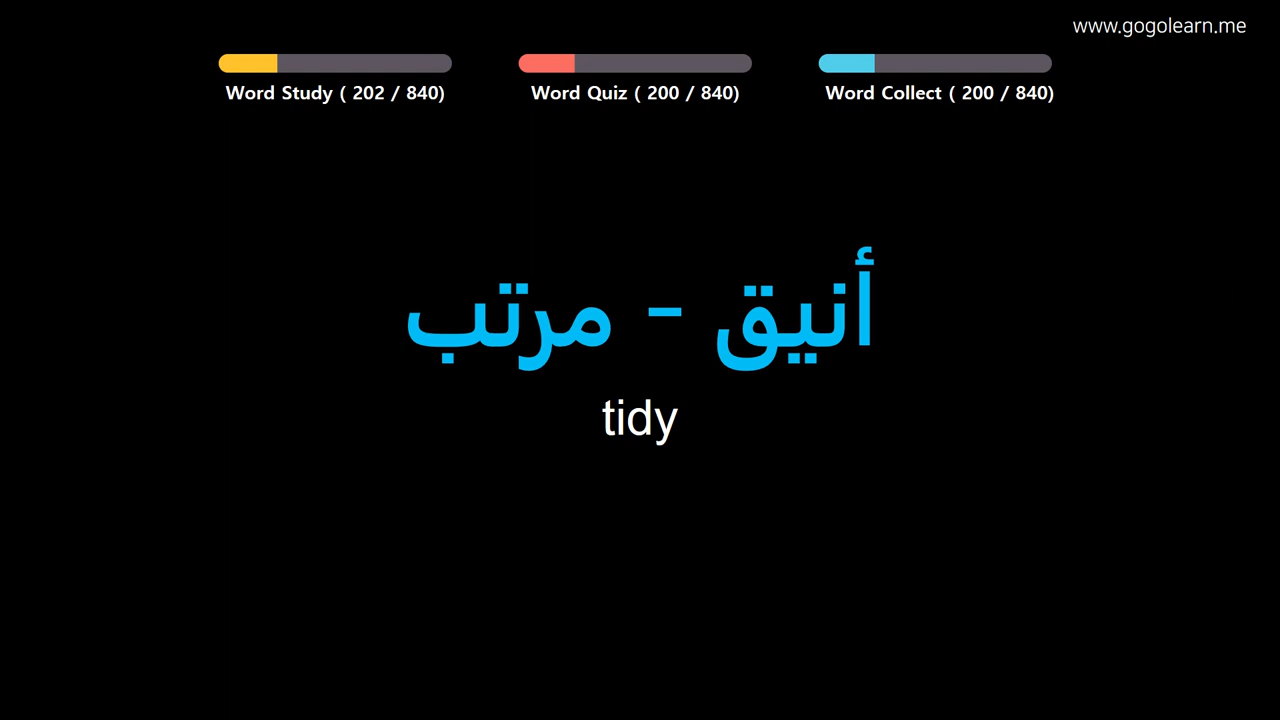 www.gogolearn.me
Word Study ( 202 / 840)
Word Quiz ( 200 / 840)
Word Collect ( 200 / 840)
أنيق - مرتب
tidy